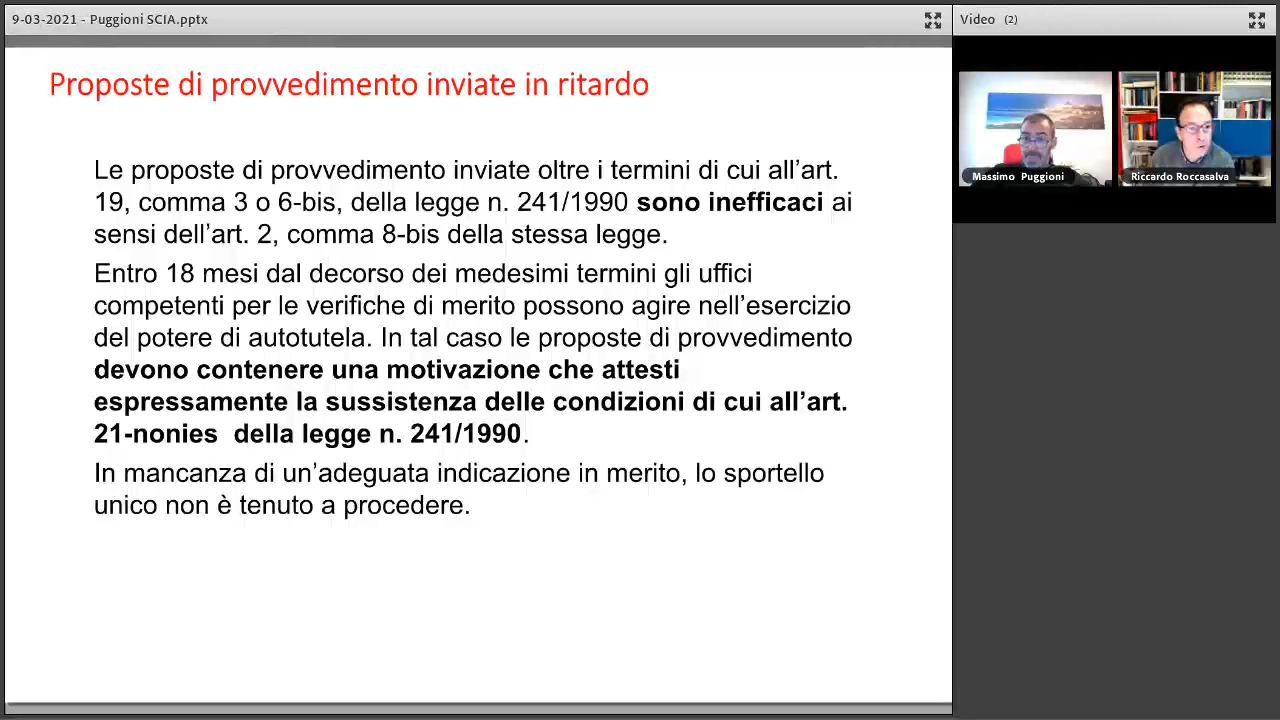 9-03-2021 - Puggioni SCIA.pptx
Video (2)
Proposte di provvedimento inviate in ritardo
Le proposte di provvedimento inviate oltre i termini di cui all’art.
19, comma 3 o 6-bis, della legge n. 241/1990 sono inefficaci ai
sensi dell’art. 2, comma 8-bis della stessa legge.
Entro 18 mesi dal decorso dei medesimi termini gli uffici
competenti per le verifiche di merito possono agire nell’esercizio
del potere di autotutela. In tal caso le proposte di provvedimento
devono contenere una motivazione che attesti
espressamente la sussistenza delle condizioni di cui all’art.
21-nonies della legge n. 241/1990.
In mancanza di un’adeguata indicazione in merito, lo sportello
unico non è tenuto a procedere.
Massimo Puggioni
Riccardo Roccasalva